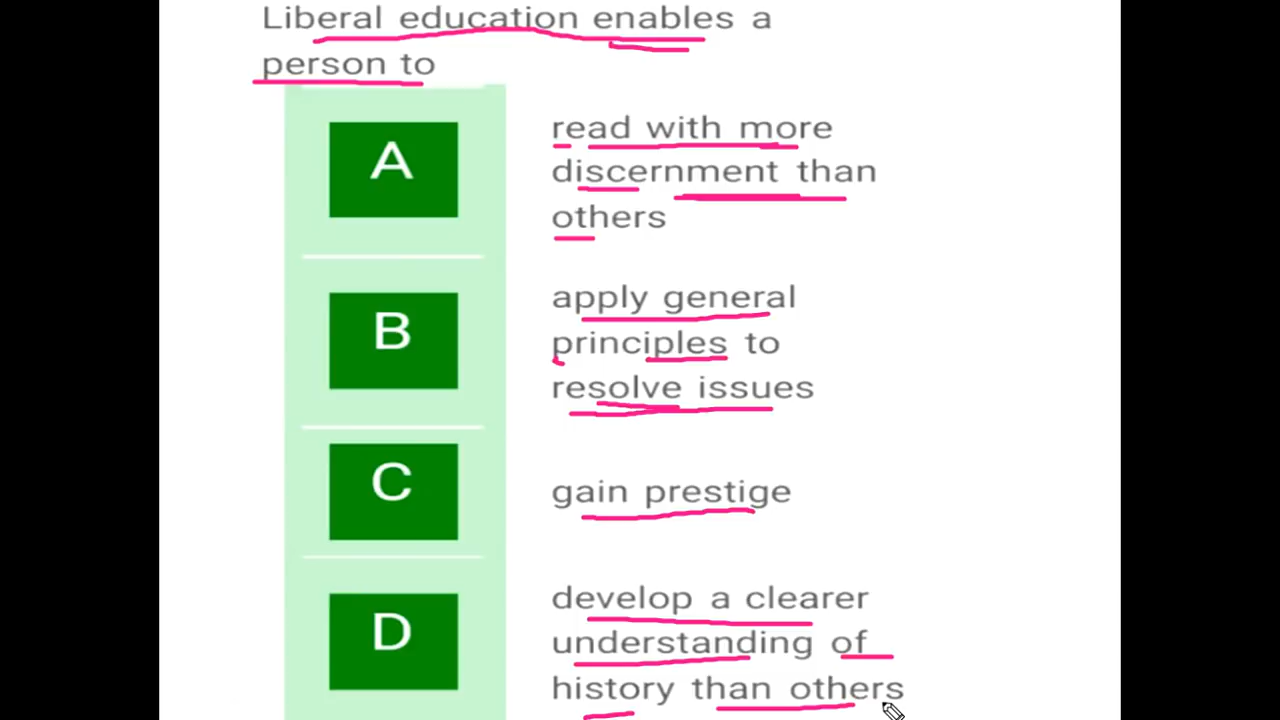 Liberal education enables a
person to
A
read with more
discernment than
others
B
apply general
principles to
resolve issues
C
gain prestige
D
develop a clearer
understanding of
history than others